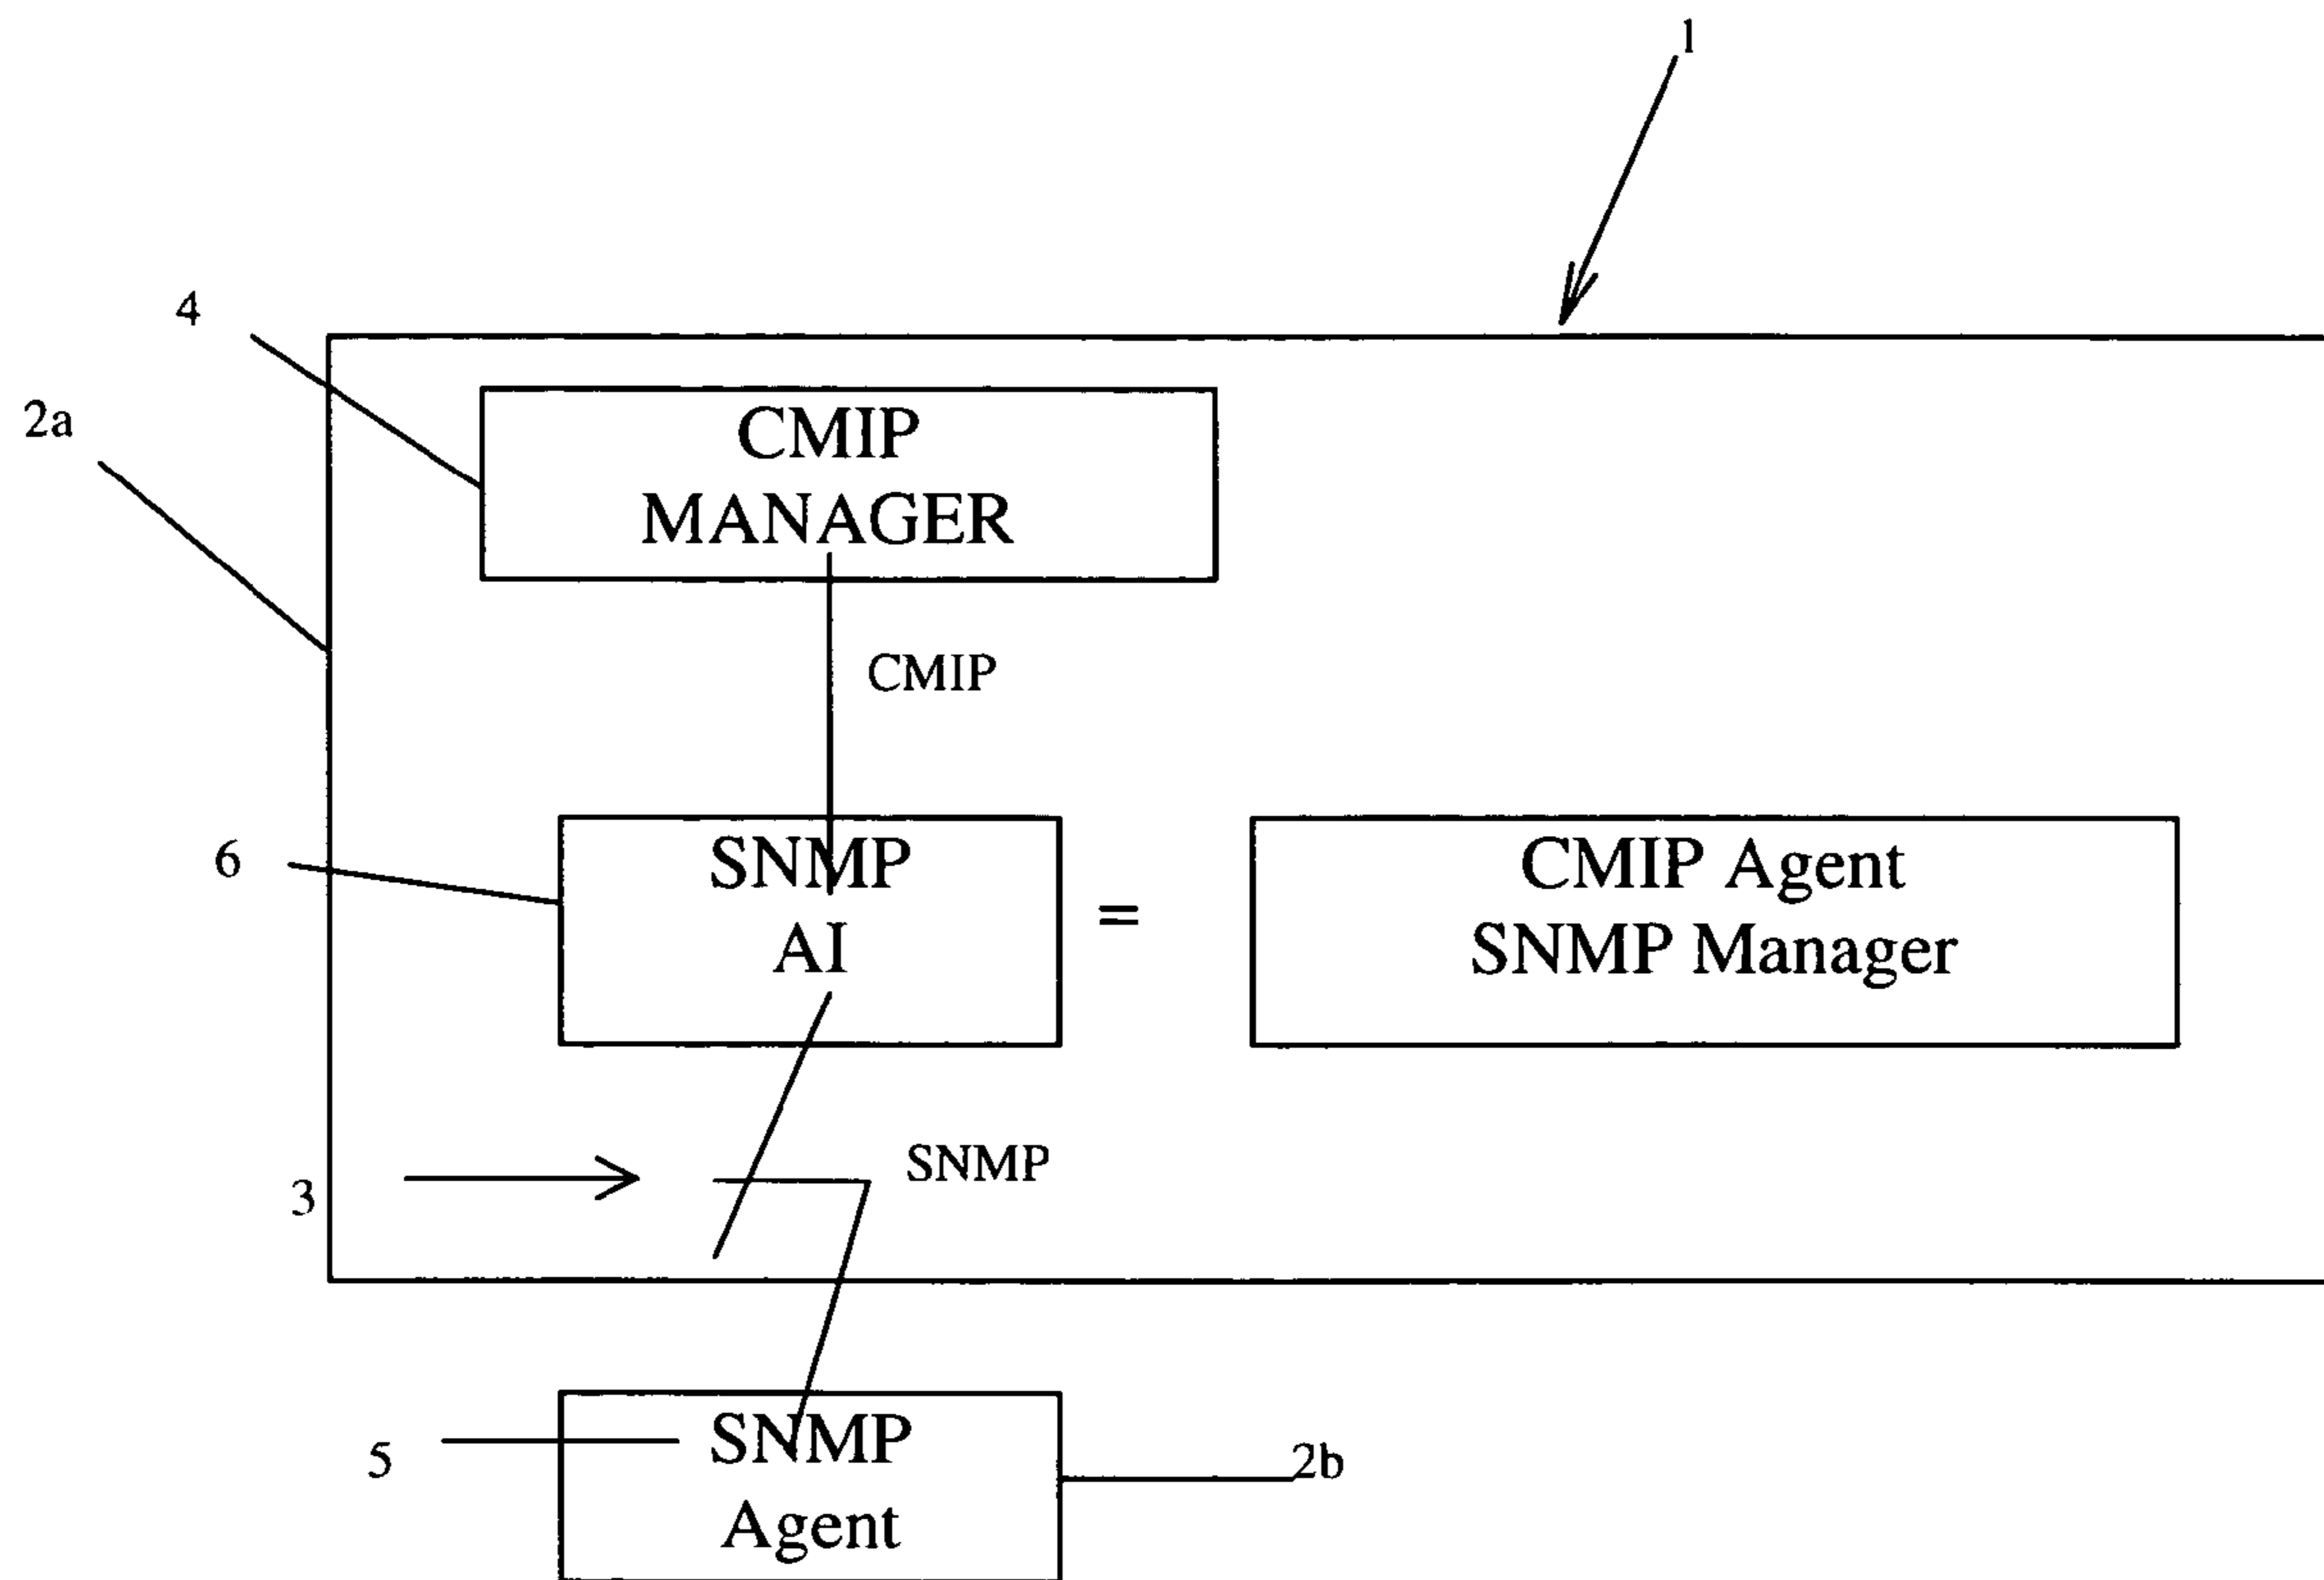 1
4
2a
CMIP
MANAGER
CMIP
6
SNMP
AI
=
CMIP Agent
SNMP Manager
3
SNMP
5
SNMP
Agent
2b